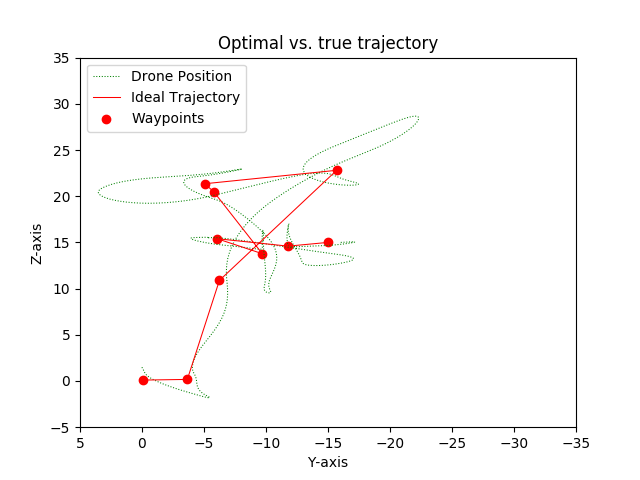 Optimal vs. true trajectory
Drone Position
Ideal Trajectory
Waypoints
35
30
25
20
15
10
5
0
−5
Z-axis
5 0 −5 −10 −15 −20 −25 −30 −35
Y-axis